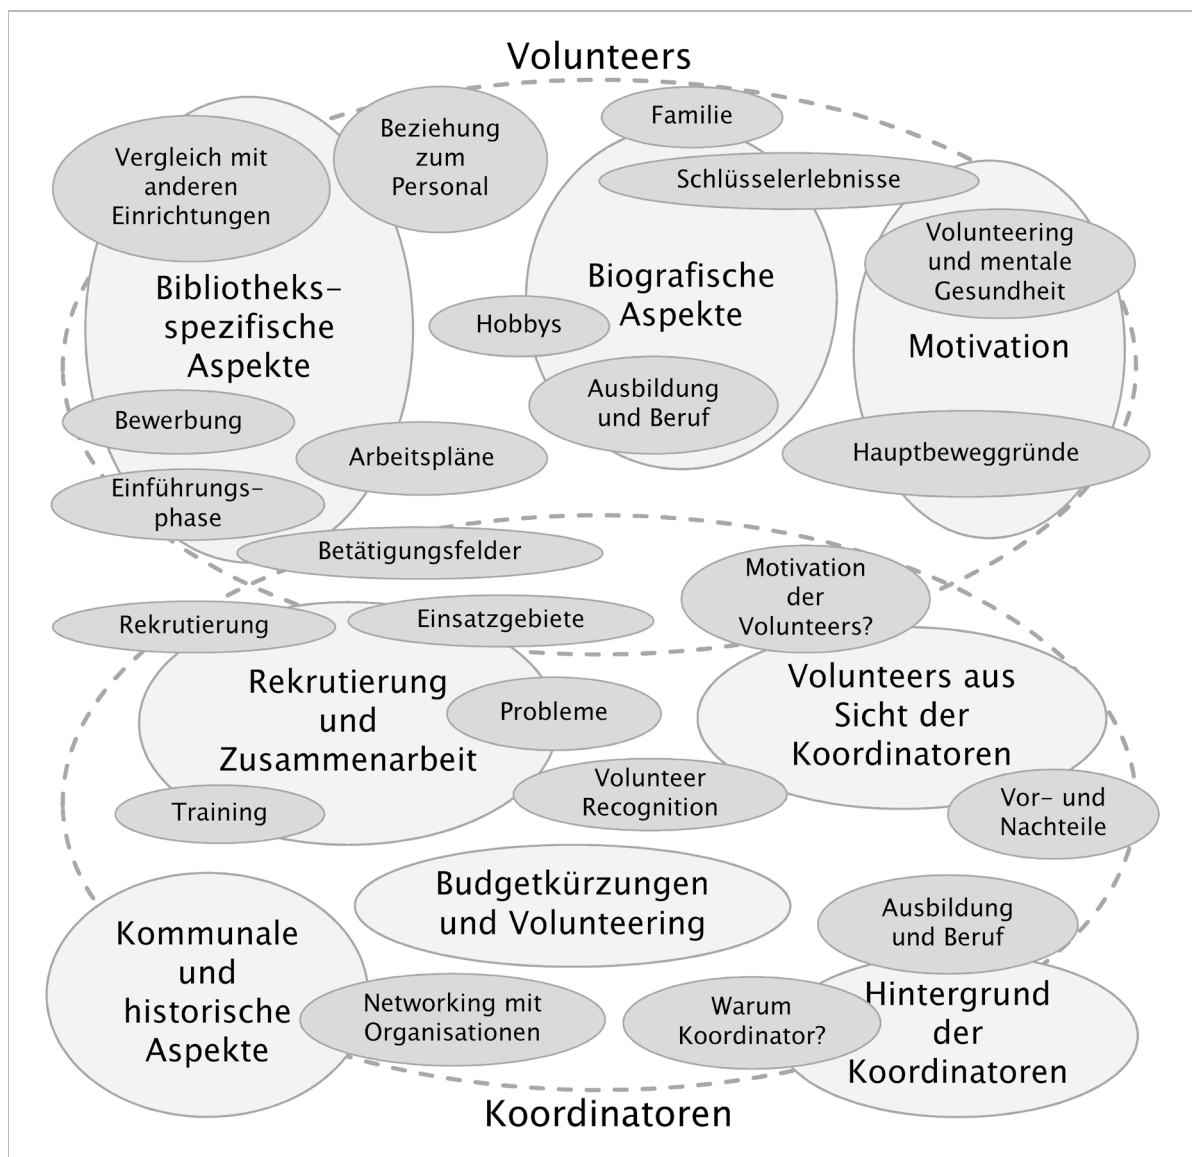 Volunteers
Vergleich mit
anderen
Einrichtungen
Beziehung
zum
Personal
Familie
Schlüsselerlebnisse
Volunteering
und mentale
Gesundheit
Bibliotheks-
spezifische
Aspekte
Biografische
Aspekte
Hobbys
Motivation
Ausbildung
und Beruf
Bewerbung
Arbeitspläne
Hauptbeweggründe
Einführungs-
phase
Betätigungsfelder
Motivation
der
Volunteers?
Rekrutierung
Einsatzgebiete
Rekrutierung
und
Zusammenarbeit
Probleme
Volunteers aus
Sicht der
Koordinatoren
Training
Volunteer
Recognition
Vor- und
Nachteile
Budgetkürzungen
und Volunteering
Ausbildung
und Beruf
Kommunale
und
historische
Aspekte
Networking mit
Organisationen
Warum
Koordinator?
Hintergrund
der
Koordinatoren
Koordinatoren